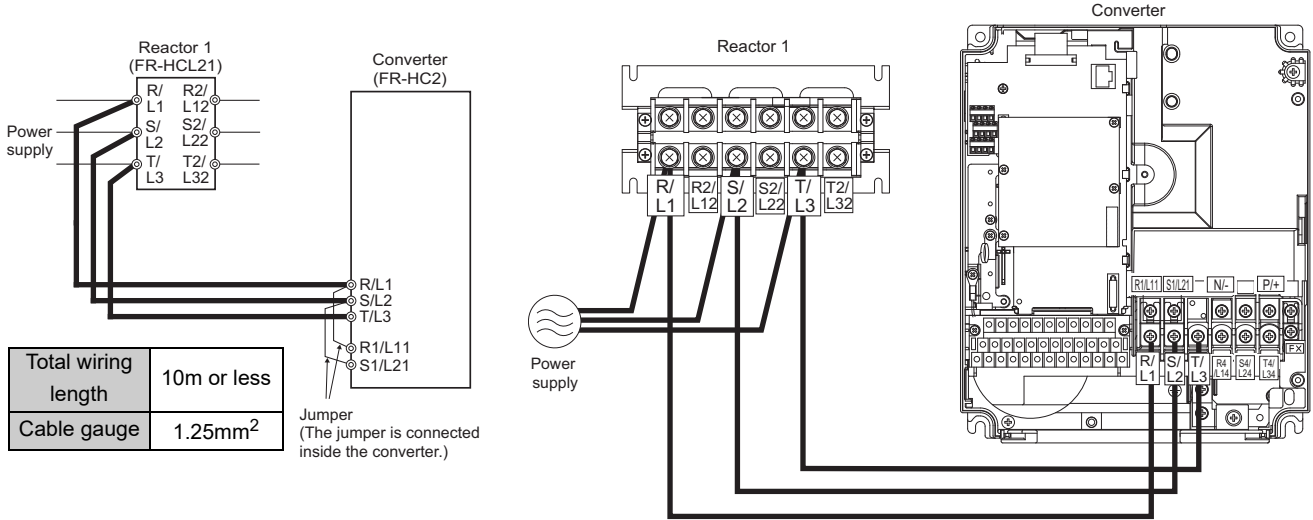 Reactor 1
(FR-HCL21)
R/
L1
R2/
L12
S/
L2
S2/
L22
T/
L3
T2/
L32
Power
supply
Converter
(FR-HC2)
R/L1
S/L2
T/L3
R1/L11
S1/L21
Jumper
(The jumper is connected
inside the converter.)
Total wiring
length
10m or less
Cable gauge
1.25mm²
Reactor 1
R/
L1
R2/
L12
S/
L2
S2/
L22
T/
L3
T2/
L32
Power
supply
Converter
R1/L11
S1/L21
N/-
P/+
R/
L1
S/
L2
T/
L3
R4
/L14
S4/
L24
T4/
L34
FX